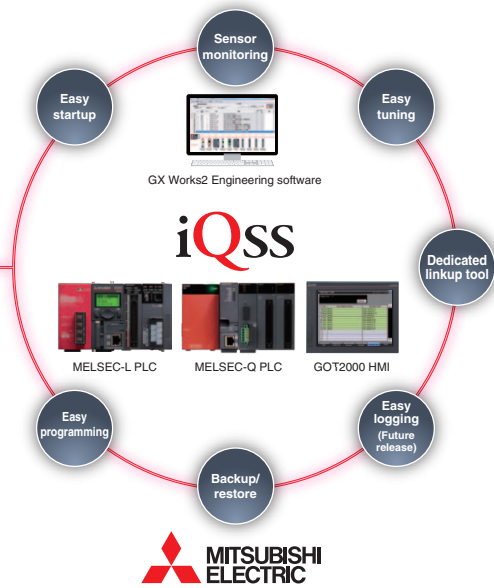 Sensor
monitoring
Easy
startup
Easy
tuning
GX Works2 Engineering software
iQss
Dedicated
linkup tool
MELSEC-L PLC
MELSEC-Q PLC
GOT2000 HMI
Easy
programming
Easy
logging
(Future
release)
Backup/
restore
MITSUBISHI
ELECTRIC